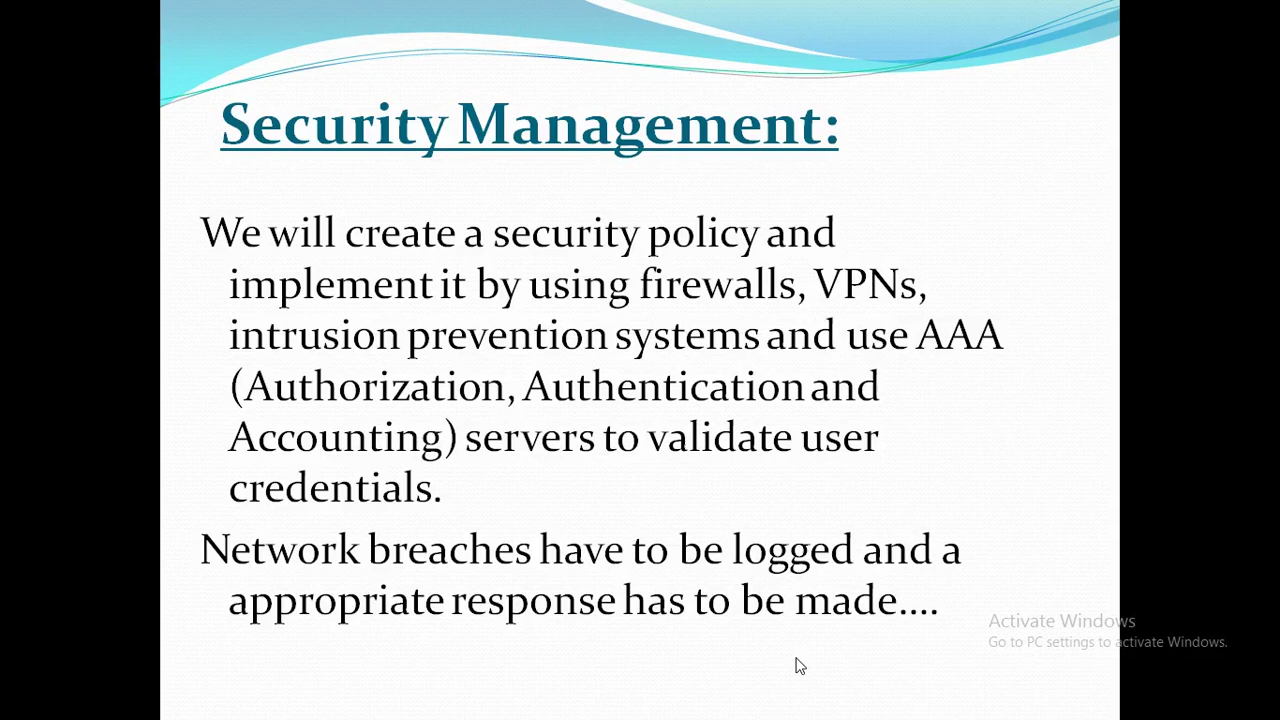 Security Management:
We will create a security policy and
implement it by using firewalls, VPNs,
intrusion prevention systems and use AAA
(Authorization, Authentication and
Accounting) servers to validate user
credentials.
Network breaches have to be logged and a
appropriate response has to be made....
Activate Windows
Go to PC settings to activate Windows.